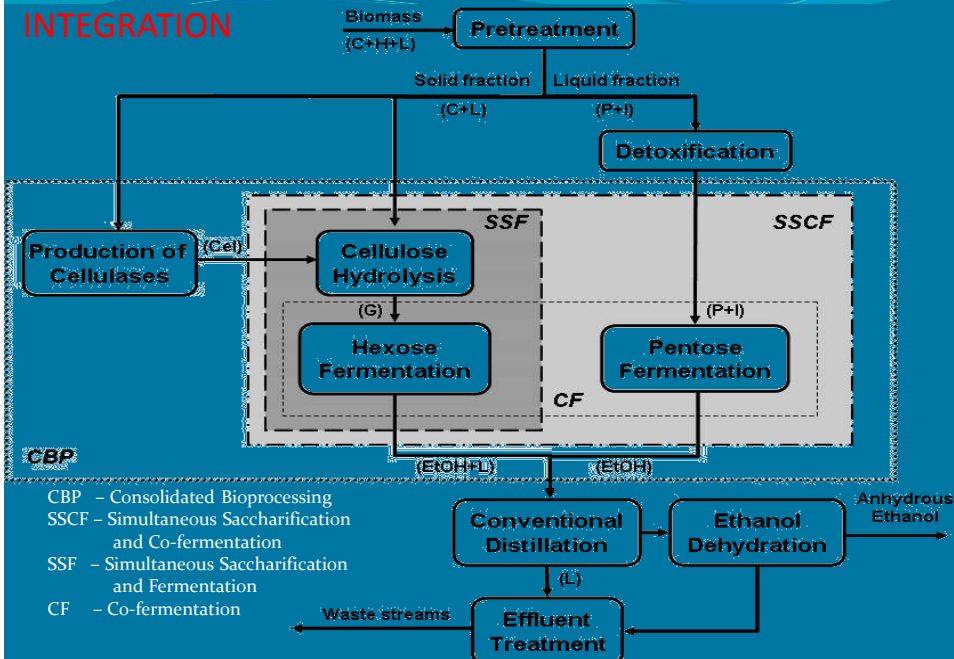 INTEGRATION
Biomass
(C+H+L)
Pretreatment
Solid fraction
Liquid fraction
(C+L)
(P+I)
Detoxification
SSF
SSCF
Production of
Cellulases
(Cel)
Cellulose
Hydrolysis
(G)
(P+I)
Hexose
Fermentation
Pentose
Fermentation
CF
CBP
(EtOH+L)
(EtOH)
CBP – Consolidated Bioprocessing
SSCF – Simultaneous Saccharification
and Co-fermentation
SSF – Simultaneous Saccharification
and Fermentation
CF – Co-fermentation
Conventional
Distillation
Ethanol
Dehydration
Anhydrous
Ethanol
(L)
Waste streams
Effluent
Treatment